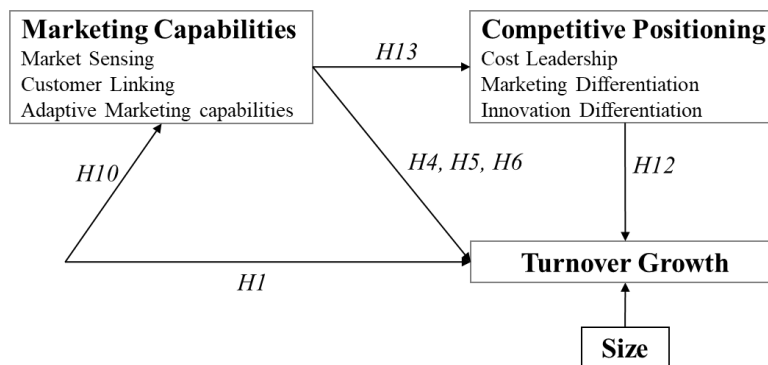 Marketing Capabilities
Market Sensing
Customer Linking
Adaptive Marketing capabilities
H13
Competitive Positioning
Cost Leadership
Marketing Differentiation
Innovation Differentiation
H10
H4, H5, H6
H12
H1
Turnover Growth
Size